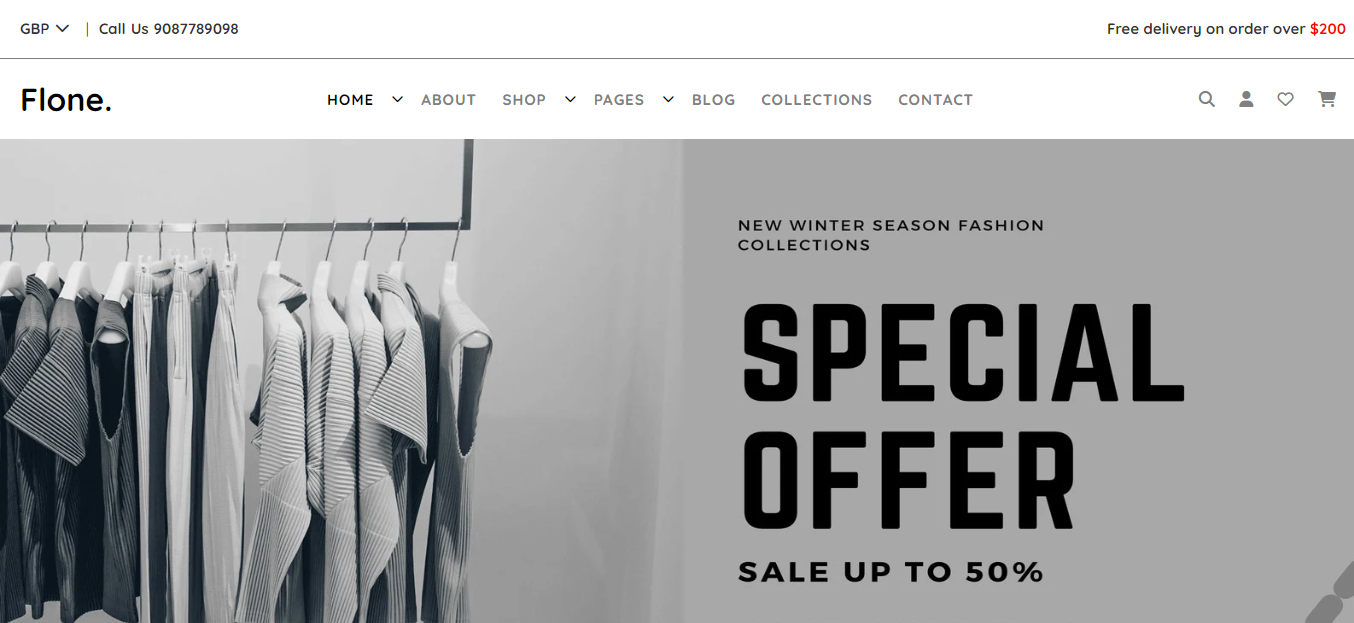 GBP | Call Us 9087789098
Free delivery on order over $200
Flone.
HOME ABOUT SHOP PAGES BLOG COLLECTIONS CONTACT
NEW WINTER SEASON FASHION
COLLECTIONS
SPECIAL
OFFER
SALE UP TO 50%